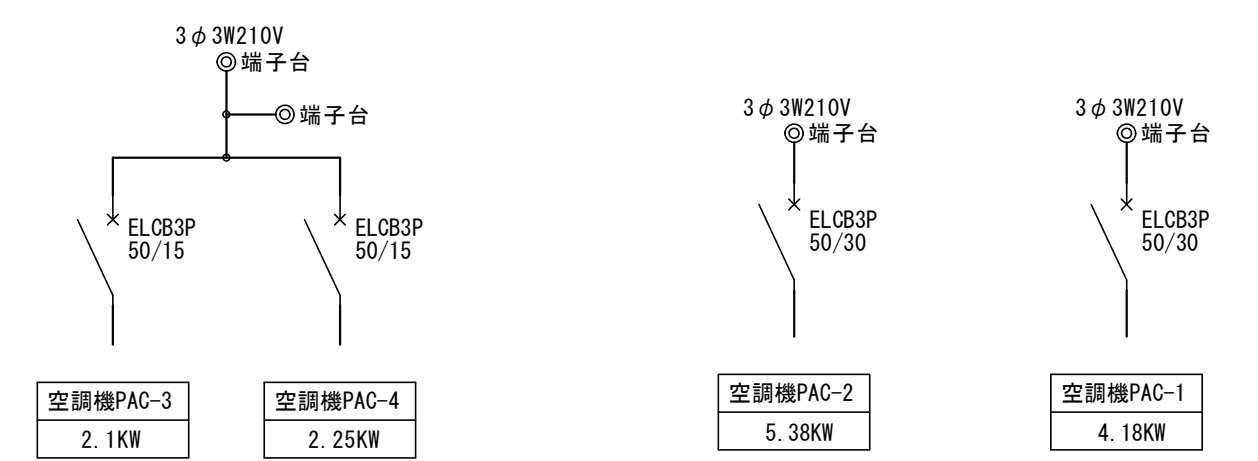 3φ3W210V
◎端子台
◎端子台
ELCB3P
50/15
ELCB3P
50/15
空調機PAC-3
2.1KW
空調機PAC-4
2.25KW
3φ3W210V
◎端子台
ELCB3P
50/30
空調機PAC-2
5.38KW
3φ3W210V
◎端子台
ELCB3P
50/30
空調機PAC-1
4.18KW